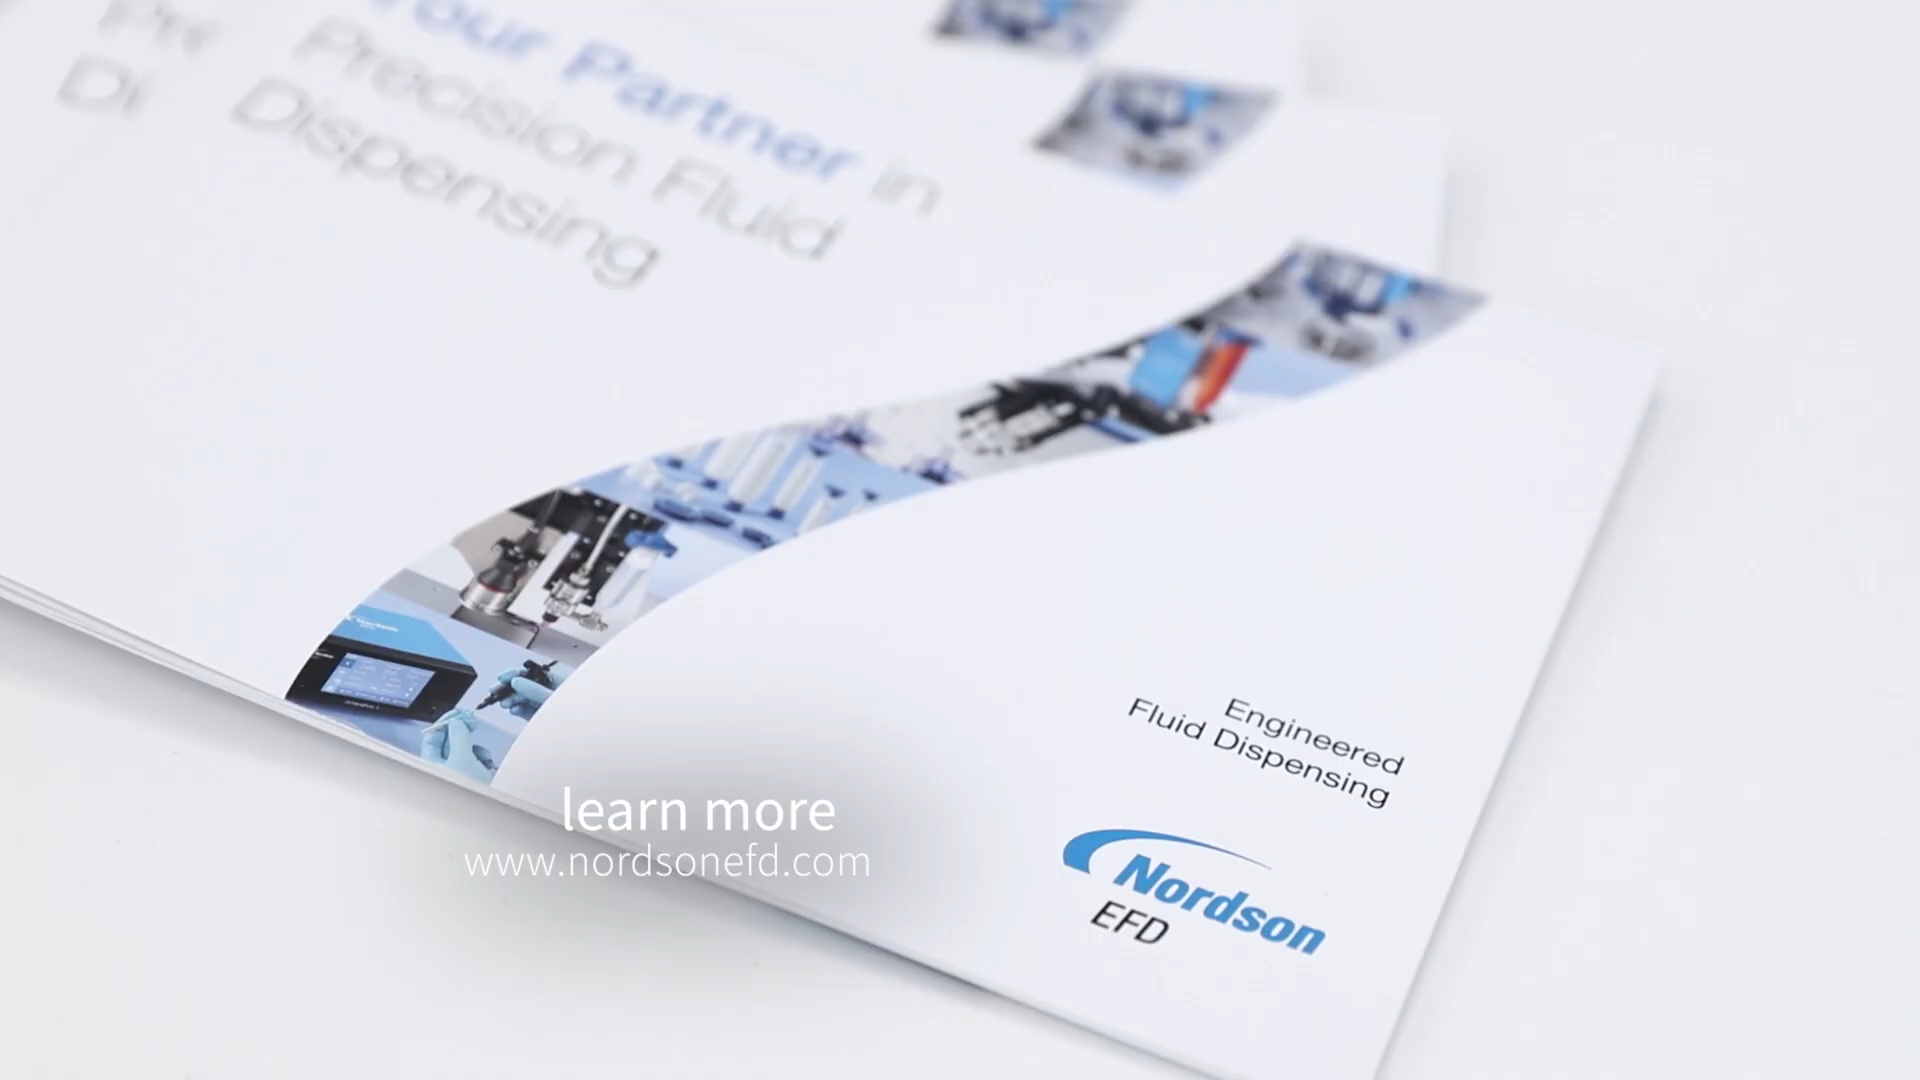 Your Partner in
Precision Fluid
Dispensing
Engineered
Fluid Dispensing
learn more
www.nordsonefd.com
Nordson
EFD